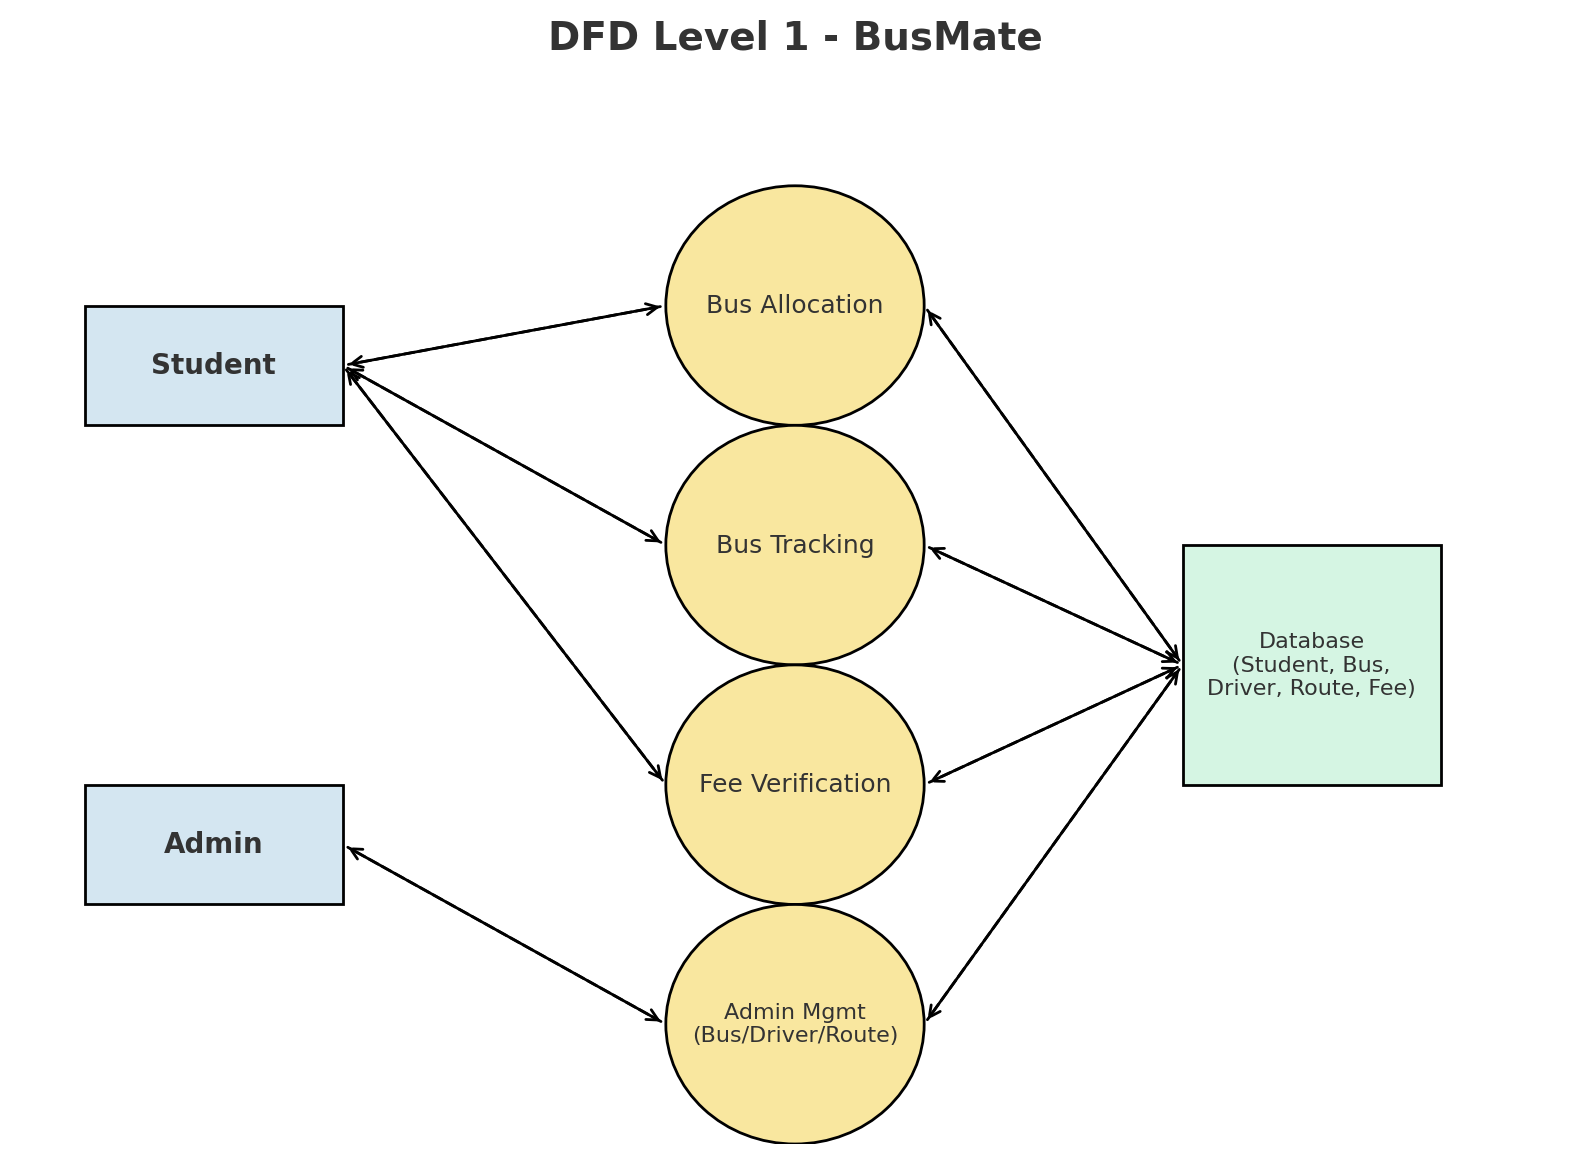 DFD Level 1 - BusMate
Student
Admin
Bus Allocation
Bus Tracking
Fee Verification
Admin Mgmt
(Bus/Driver/Route)
Database
(Student, Bus,
Driver, Route, Fee)